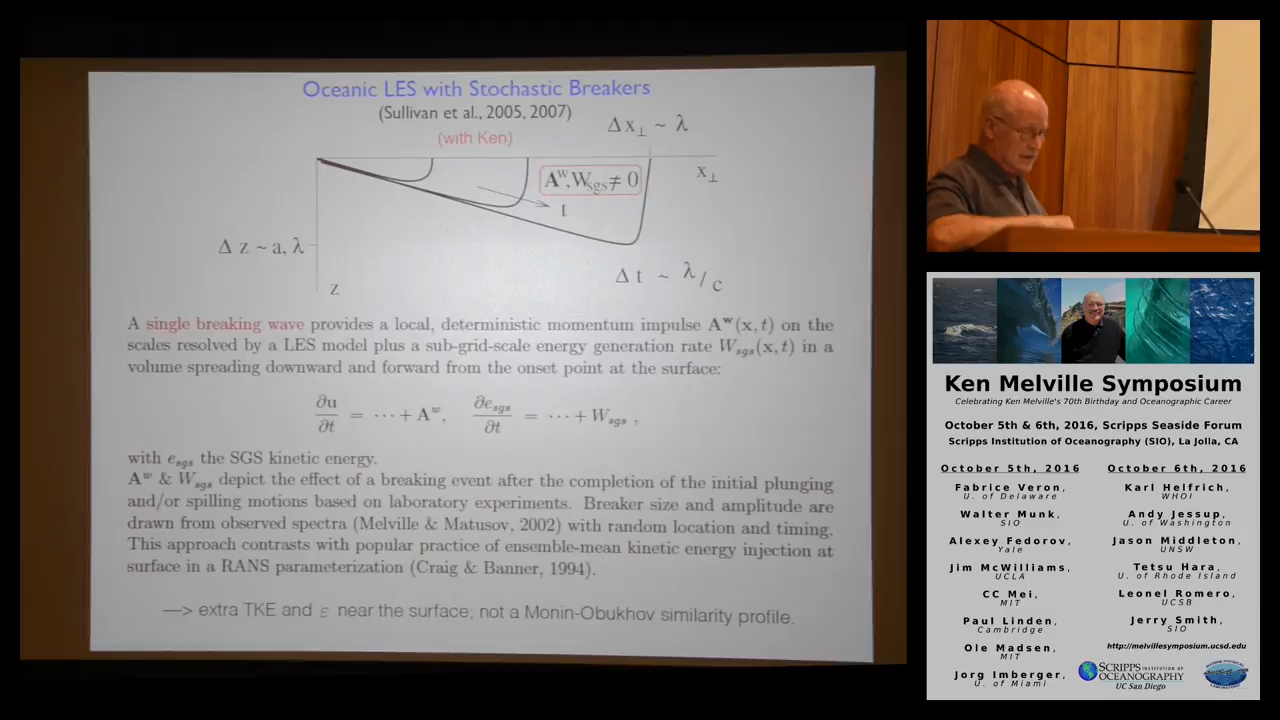 Oceanic LES with Stochastic Breakers
(Sullivan et al., 2005, 2007)
(with Ken)
Δx⊥ ~ λ
A^w, W_sgs ≠ 0
x⊥
t
Δ z ~ a, λ
z
Δ t ~ λ/c
A single breaking wave provides a local, deterministic momentum impulse A^w(x, t) on the
scales resolved by a LES model plus a sub-grid-scale energy generation rate W_sgs(x, t) in a
volume spreading downward and forward from the onset point at the surface:
∂u/∂t = ··· + A^w, ∂e_sgs/∂t = ··· + W_sgs ,
with e_sgs the SGS kinetic energy.
A^w & W_sgs depict the effect of a breaking event after the completion of the initial plunging
and/or spilling motions based on laboratory experiments. Breaker size and amplitude are
drawn from observed spectra (Melville & Matusov, 2002) with random location and timing.
This approach contrasts with popular practice of ensemble-mean kinetic energy injection at
surface in a RANS parameterization (Craig & Banner, 1994).
—> extra TKE and ε near the surface; not a Monin-Obukhov similarity profile.
Ken Melville Symposium
Celebrating Ken Melville's 70th Birthday and Oceanographic Career
October 5th & 6th, 2016, Scripps Seaside Forum
Scripps Institution of Oceanography (SIO), La Jolla, CA
October 5th, 2016
Fabrice Veron,
U. of Delaware
Walter Munk,
SIO
Alexey Fedorov,
Yale
Jim McWilliams,
UCLA
CC Mei,
MIT
Paul Linden,
Cambridge
Ole Madsen,
MIT
Jorg Imberger,
U. of Miami
October 6th, 2016
Karl Helfrich,
WHOI
Andy Jessup,
U. of Washington
Jason Middleton,
UNSW
Tetsu Hara,
U. of Rhode Island
Leonel Romero,
UCSB
Jerry Smith,
SIO
http://melvillesymposium.ucsd.edu
SCRIPPS INSTITUTION OF
OCEANOGRAPHY
UC San Diego